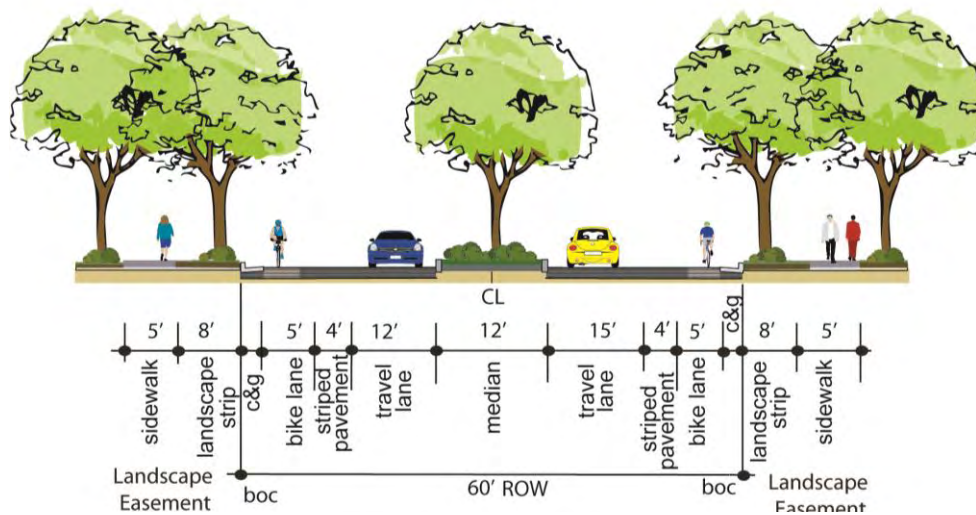 CL
5’ 8’ 5’ 4’ 12’ 12’ 15’ 4’ 5’ c&g 8’ 5’
sidewalk
landscape
strip
c&g
bike lane
striped
pavement
travel
lane
median
travel
lane
striped
pavement
bike lane
landscape
strip
sidewalk
Landscape
Easement
boc
60’ ROW
boc
Landscape
Easement